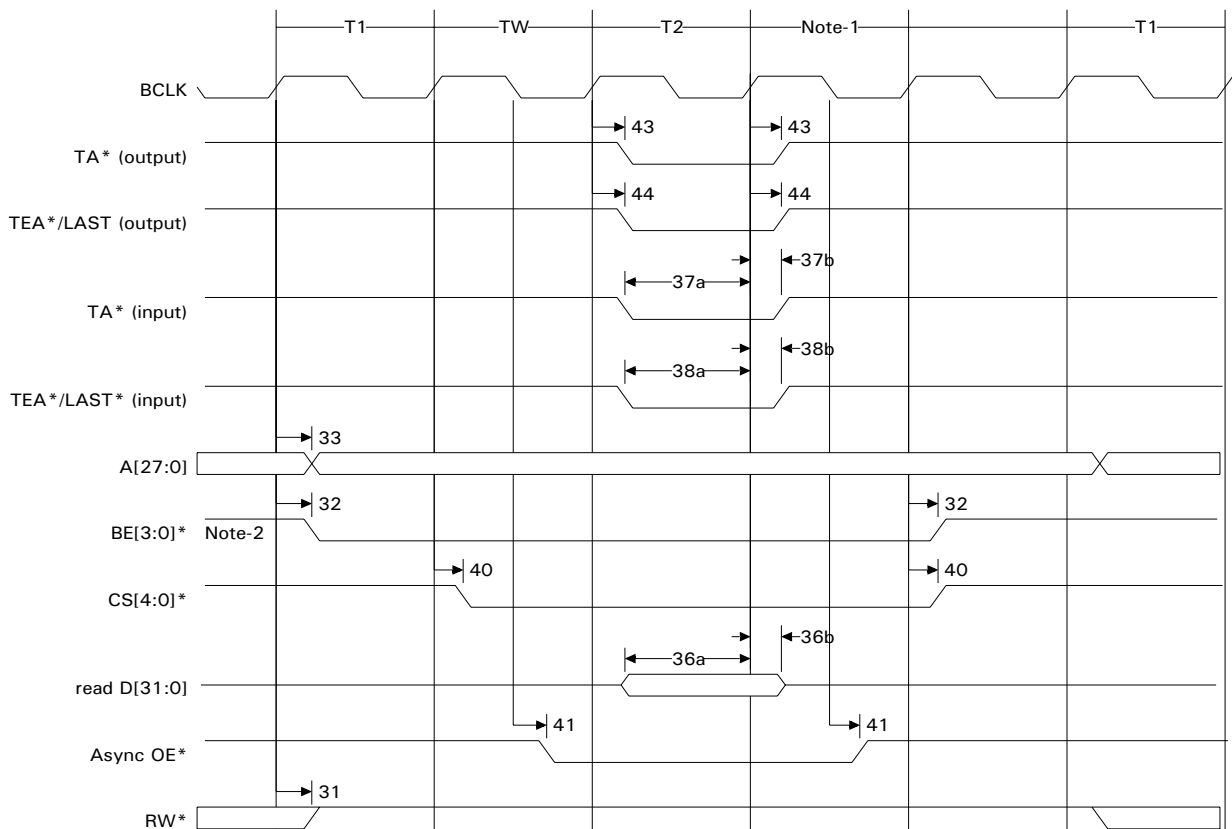 T1 TW T2 Note-1 T1
BCLK
43 43
TA* (output)
44 44
TEA*/LAST (output)
37b
37a
TA* (input)
38b
38a
TEA*/LAST* (input)
33
A[27:0]
32 32
BE[3:0]* Note-2
40 40
CS[4:0]*
36b
36a
read D[31:0]
41 41
Async OE*
31
RW*